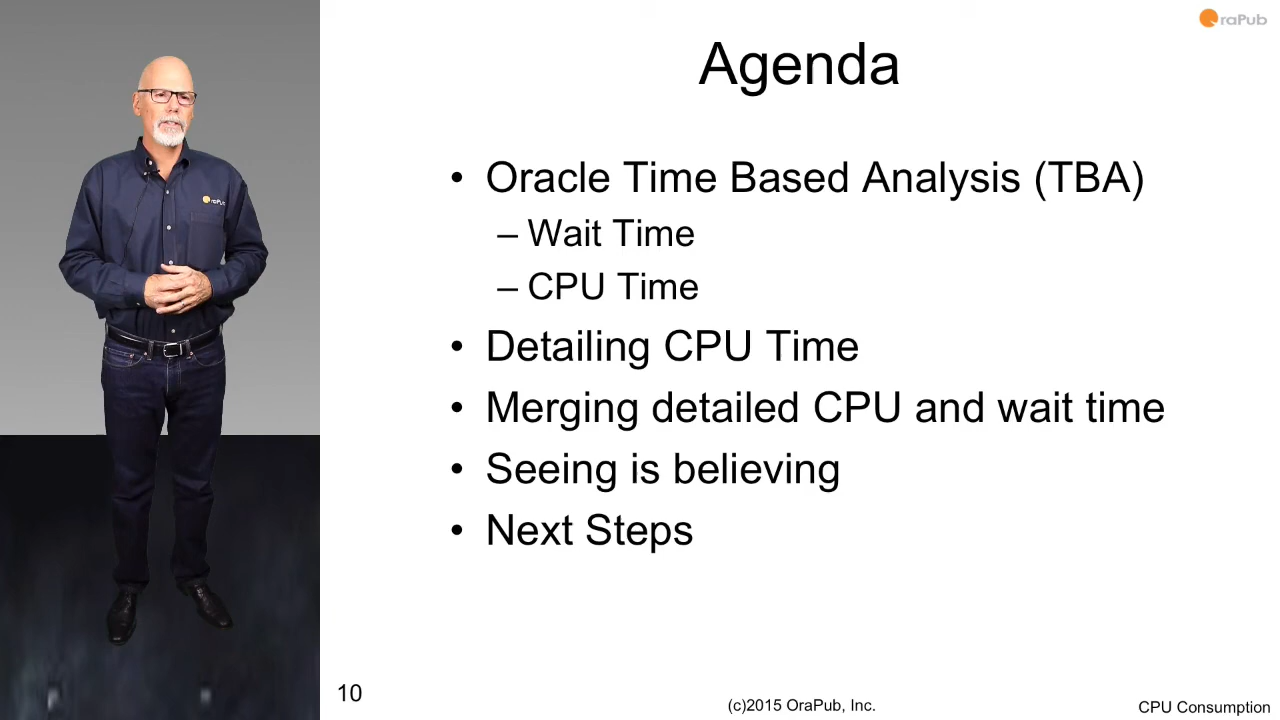 raPub
Agenda
• Oracle Time Based Analysis (TBA)
– Wait Time
– CPU Time
• Detailing CPU Time
• Merging detailed CPU and wait time
• Seeing is believing
• Next Steps
raPub
10
(c)2015 OraPub, Inc.
CPU Consumption